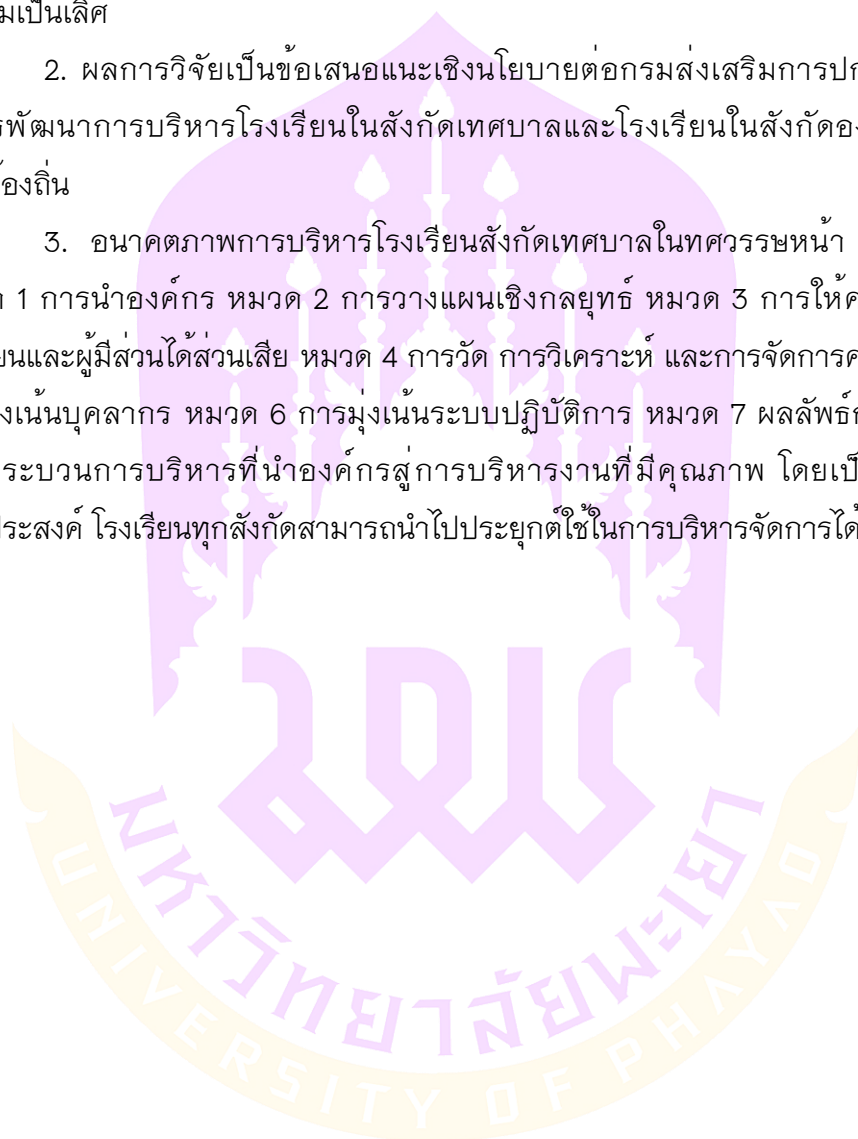 มเป็นเลิศ
2. ผลการวิจัยเป็นข้อเสนอแนะเชิงนโยบายต่อกรมส่งเสริมการปก
รพัฒนาการบริหารโรงเรียนในสังกัดเทศบาลและโรงเรียนในสังกัดอง
้องถิ่น
3. อนาคตภาพการบริหารโรงเรียนสังกัดเทศบาลในทศวรรษหน้า
1 การนำองค์กร หมวด 2 การวางแผนเชิงกลยุทธ์ หมวด 3 การให้ค
ยนและผู้มีส่วนได้ส่วนเสีย หมวด 4 การวัด การวิเคราะห์ และการจัดการค
งเน้นบุคลากร หมวด 6 การมุ่งเน้นระบบปฏิบัติการ หมวด 7 ผลลัพธ์ก
ระบวนการบริหารที่นำองค์กรสู่การบริหารงานที่มีคุณภาพ โดยเป็
ประสงค์ โรงเรียนทุกสังกัดสามารถนำไปประยุกต์ใช้ในการบริหารจัดการได้
มหาวิทยาลัยพะเยา
UNIVERSITY OF PHAYAO